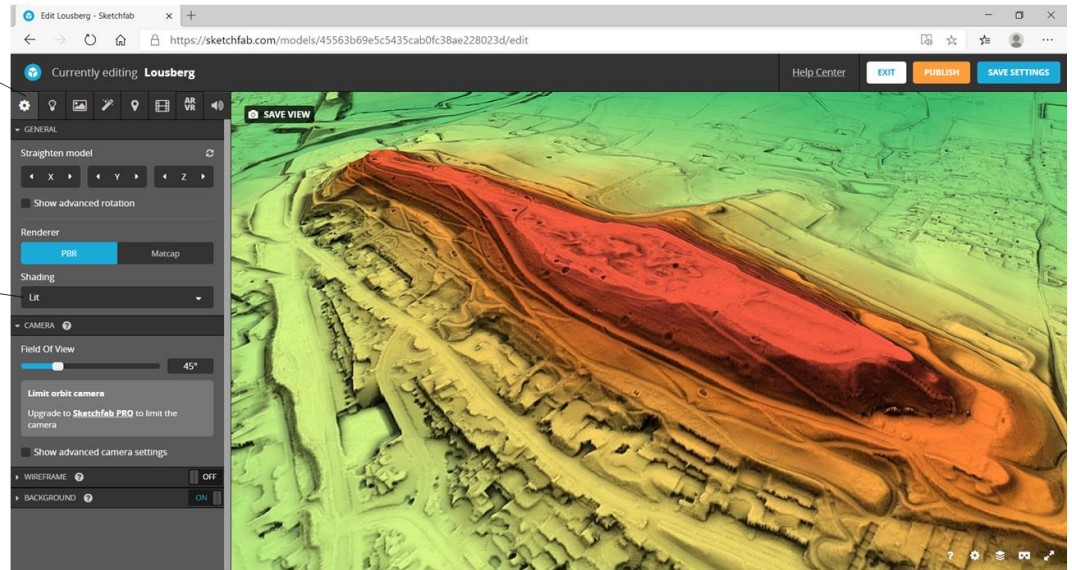 Edit Lousberg - Sketchfab
https://sketchfab.com/models/45563b69e5c5435cab0fc38ae228023d/edit
Currently editing Lousberg
Help Center
EXIT
PUBLISH
SAVE SETTINGS
AR
VR
SAVE VIEW
GENERAL
Straighten model
X
Y
Z
Show advanced rotation
Renderer
PBR
Matcap
Shading
Lit
CAMERA ?
Field Of View
45°
Limit orbit camera
Upgrade to Sketchfab PRO to limit the
camera
Show advanced camera settings
WIREFRAME ? OFF
BACKGROUND ? ON
?